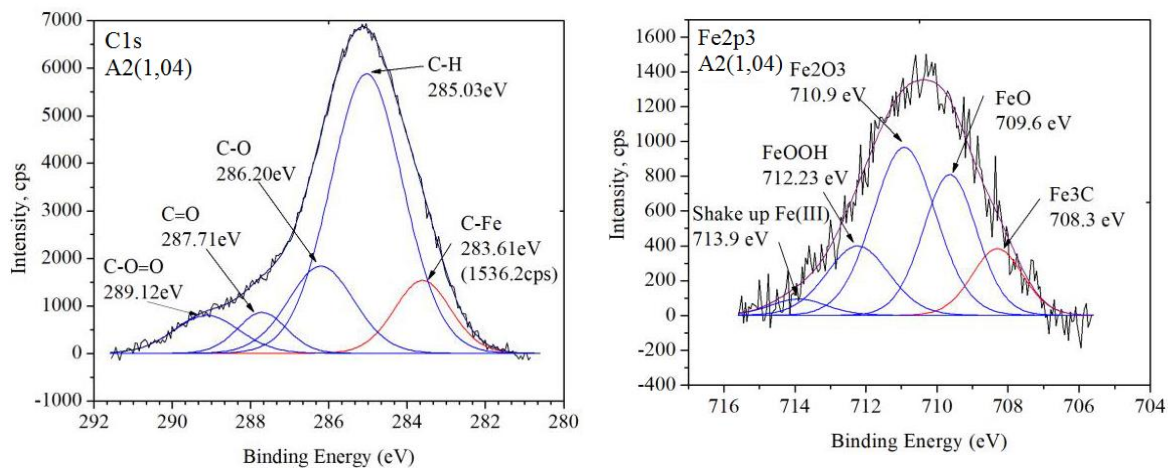 C1s
A2(1,04)
C-H
285.03eV
C-O
286.20eV
C=O
287.71eV
C-O=O
289.12eV
C-Fe
283.61eV
(1536.2cps)
7000
6000
5000
4000
3000
2000
1000
0
-1000
292
290
288
286
284
282
280
Intensity, cps
Binding Energy (eV)
Fe2p3
A2(1,04)
Fe2O3
710.9 eV
FeO
709.6 eV
FeOOH
712.23 eV
Shake up Fe(III)
713.9eV
Fe3C
708.3 eV
1600
1400
1200
1000
800
600
400
200
0
-200
-400
716
714
712
710
708
706
704
Intensity, cps
Binding Energy (eV)